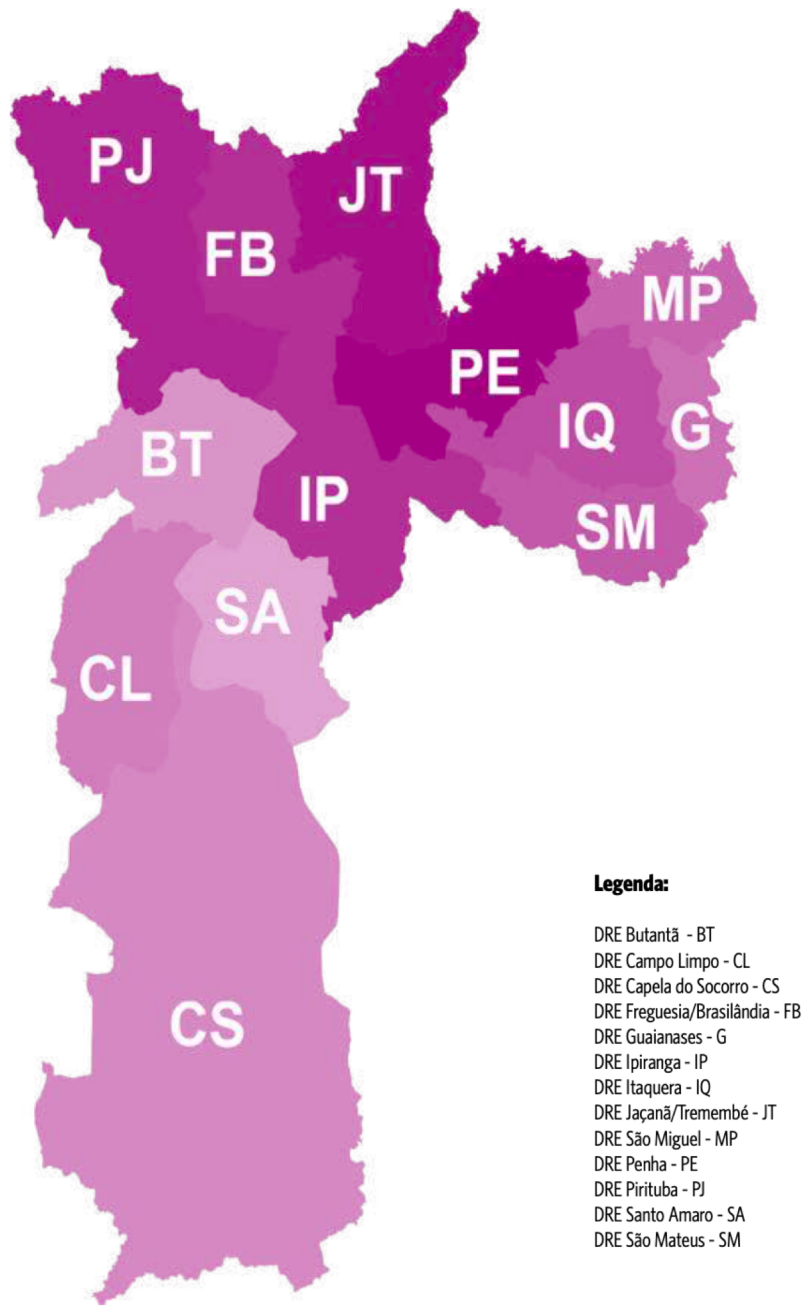 PJ
JT
FB
MP
PE
IQ
G
BT
IP
SM
SA
CL
CS
Legenda:
DRE Butantã - BT
DRE Campo Limpo - CL
DRE Capela do Socorro - CS
DRE Freguesia/Brasilândia - FB
DRE Guaianases - G
DRE Ipiranga - IP
DRE Itaquera - IQ
DRE Jaçanã/Tremembé - JT
DRE São Miguel - MP
DRE Penha - PE
DRE Pirituba - PJ
DRE Santo Amaro - SA
DRE São Mateus - SM